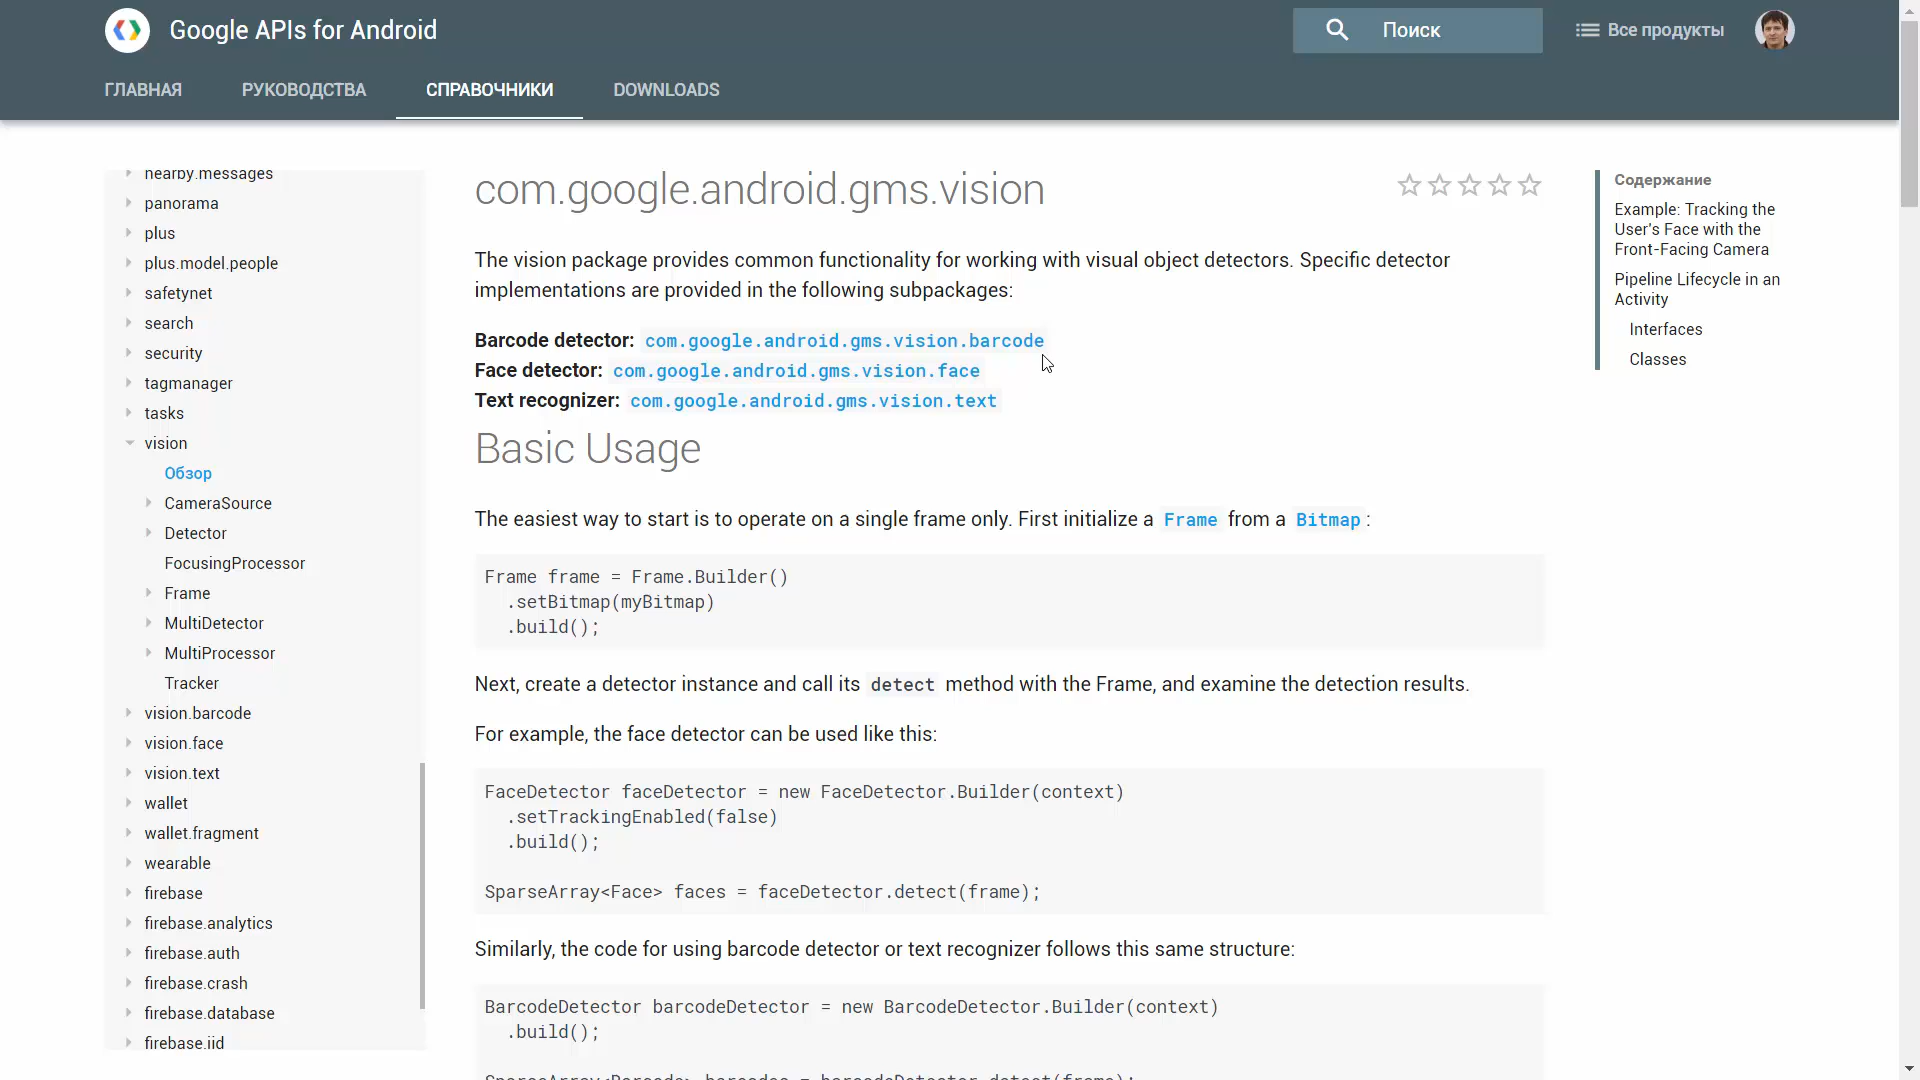 Google APIs for Android
Поиск
Все продукты
ГЛАВНАЯ
РУКОВОДСТВА
СПРАВОЧНИКИ
DOWNLOADS
nearby.messages
panorama
plus
plus.model.people
safetynet
search
security
tagmanager
tasks
vision
Обзор
CameraSource
Detector
FocusingProcessor
Frame
MultiDetector
MultiProcessor
Tracker
vision.barcode
vision.face
vision.text
wallet
wallet.fragment
wearable
firebase
firebase.analytics
firebase.auth
firebase.crash
firebase.database
firebase.iid
com.google.android.gms.vision
The vision package provides common functionality for working with visual object detectors. Specific detector
implementations are provided in the following subpackages:
Barcode detector: com.google.android.gms.vision.barcode
Face detector: com.google.android.gms.vision.face
Text recognizer: com.google.android.gms.vision.text
Basic Usage
The easiest way to start is to operate on a single frame only. First initialize a Frame from a Bitmap:
Frame frame = Frame.Builder()
.setBitmap(myBitmap)
.build();
Next, create a detector instance and call its detect method with the Frame, and examine the detection results.
For example, the face detector can be used like this:
FaceDetector faceDetector = new FaceDetector.Builder(context)
.setTrackingEnabled(false)
.build();
SparseArray<Face> faces = faceDetector.detect(frame);
Similarly, the code for using barcode detector or text recognizer follows this same structure:
BarcodeDetector barcodeDetector = new BarcodeDetector.Builder(context)
.build();
SparseArray<Barcode> barcodes = barcodeDetector.detect(frame);
Содержание
Example: Tracking the
User's Face with the
Front-Facing Camera
Pipeline Lifecycle in an
Activity
Interfaces
Classes